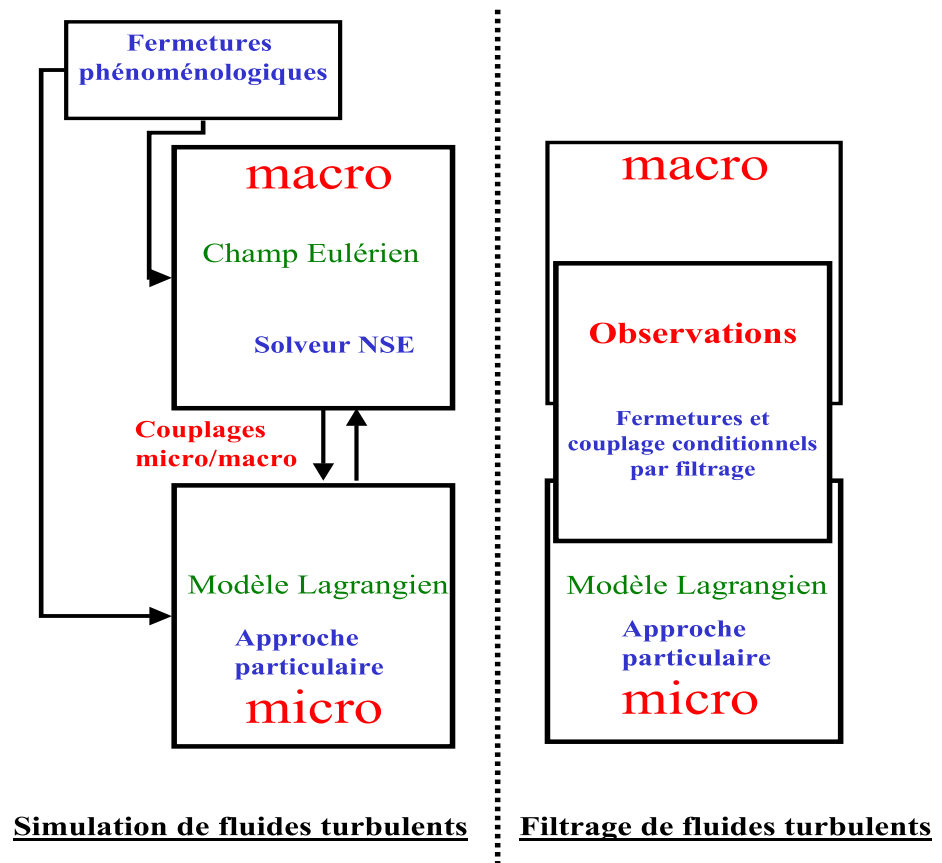 Fermetures
phénoménologiques
macro
Champ Eulérien
Solveur NSE
Couplages
micro/macro
Modèle Lagrangien
Approche
particulaire
micro
Simulation de fluides turbulents
macro
Observations
Fermetures et
couplage conditionnels
par filtrage
Modèle Lagrangien
Approche
particulaire
micro
Filtrage de fluides turbulents